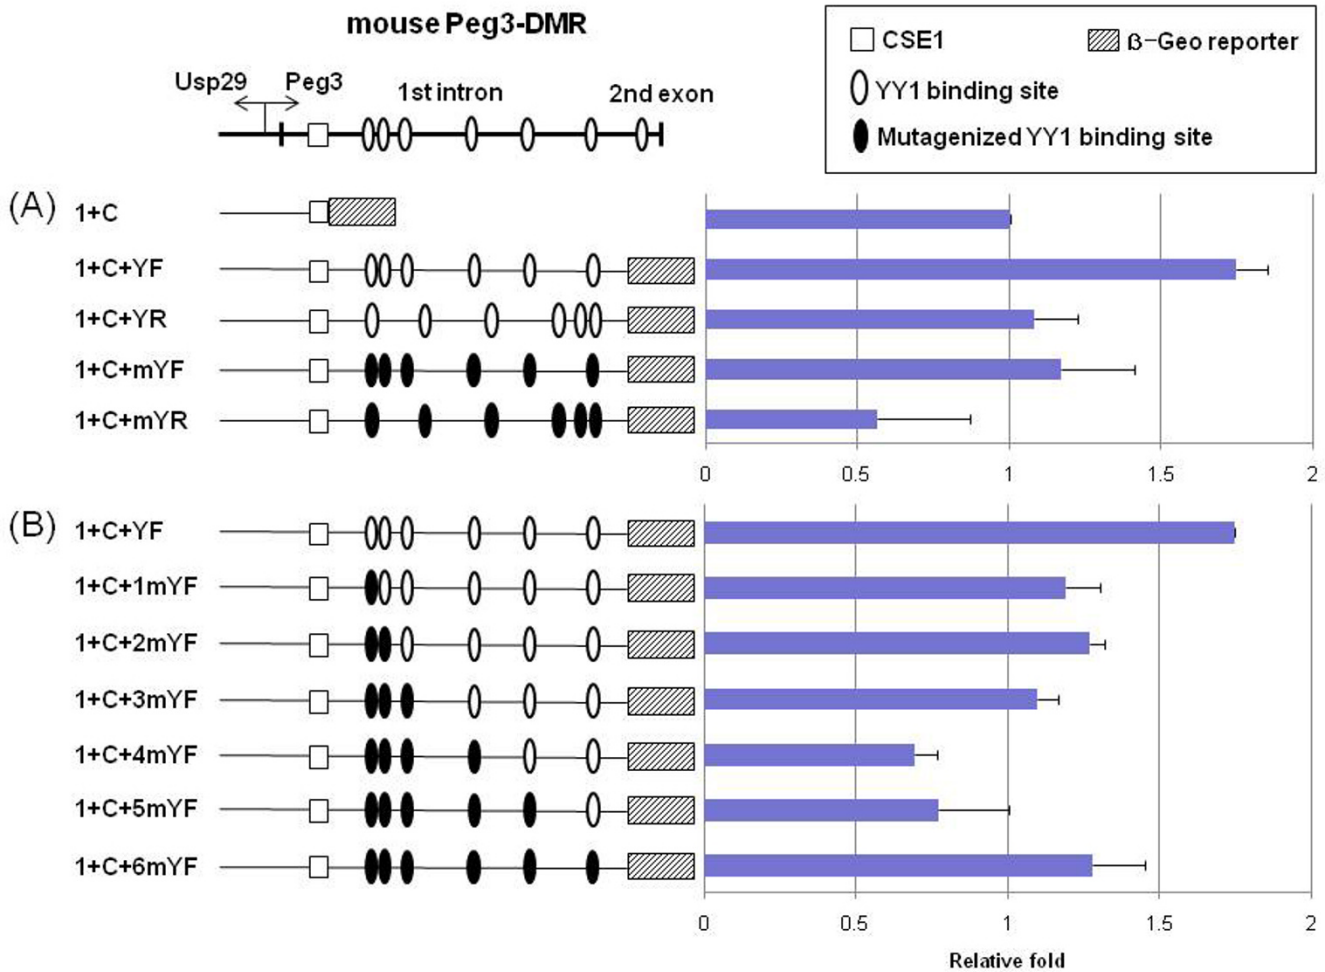 mouse Peg3-DMR
Usp29 Peg3 1st intron 2nd exon
CSE1 ß-Geo reporter
YY1 binding site
Mutagenized YY1 binding site
(A)
1+C
1+C+YF
1+C+YR
1+C+mYF
1+C+mYR
0 0.5 1 1.5 2
(B)
1+C+YF
1+C+1mYF
1+C+2mYF
1+C+3mYF
1+C+4mYF
1+C+5mYF
1+C+6mYF
0 0.5 1 1.5 2
Relative fold